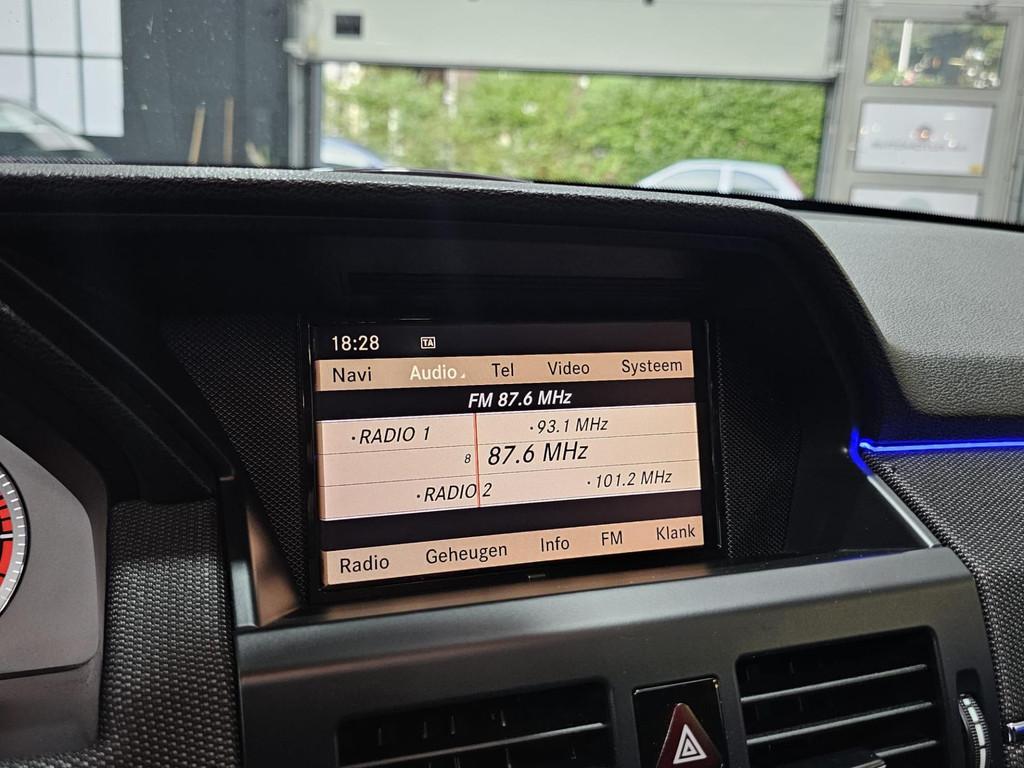 18:28 TA
Navi Audio Tel Video Systeem
FM 87.6 MHz
·RADIO 1 ·93.1 MHz
8 87.6 MHz
·RADIO 2 ·101.2 MHz
Radio Geheugen Info FM Klank